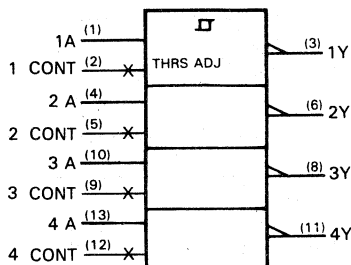 1A (1) (3) 1Y
1 CONT (2) THRS ADJ
2 A (4) (6) 2Y
2 CONT (5)
3 A (10) (8) 3Y
3 CONT (9)
4 A (13) (11) 4Y
4 CONT (12)